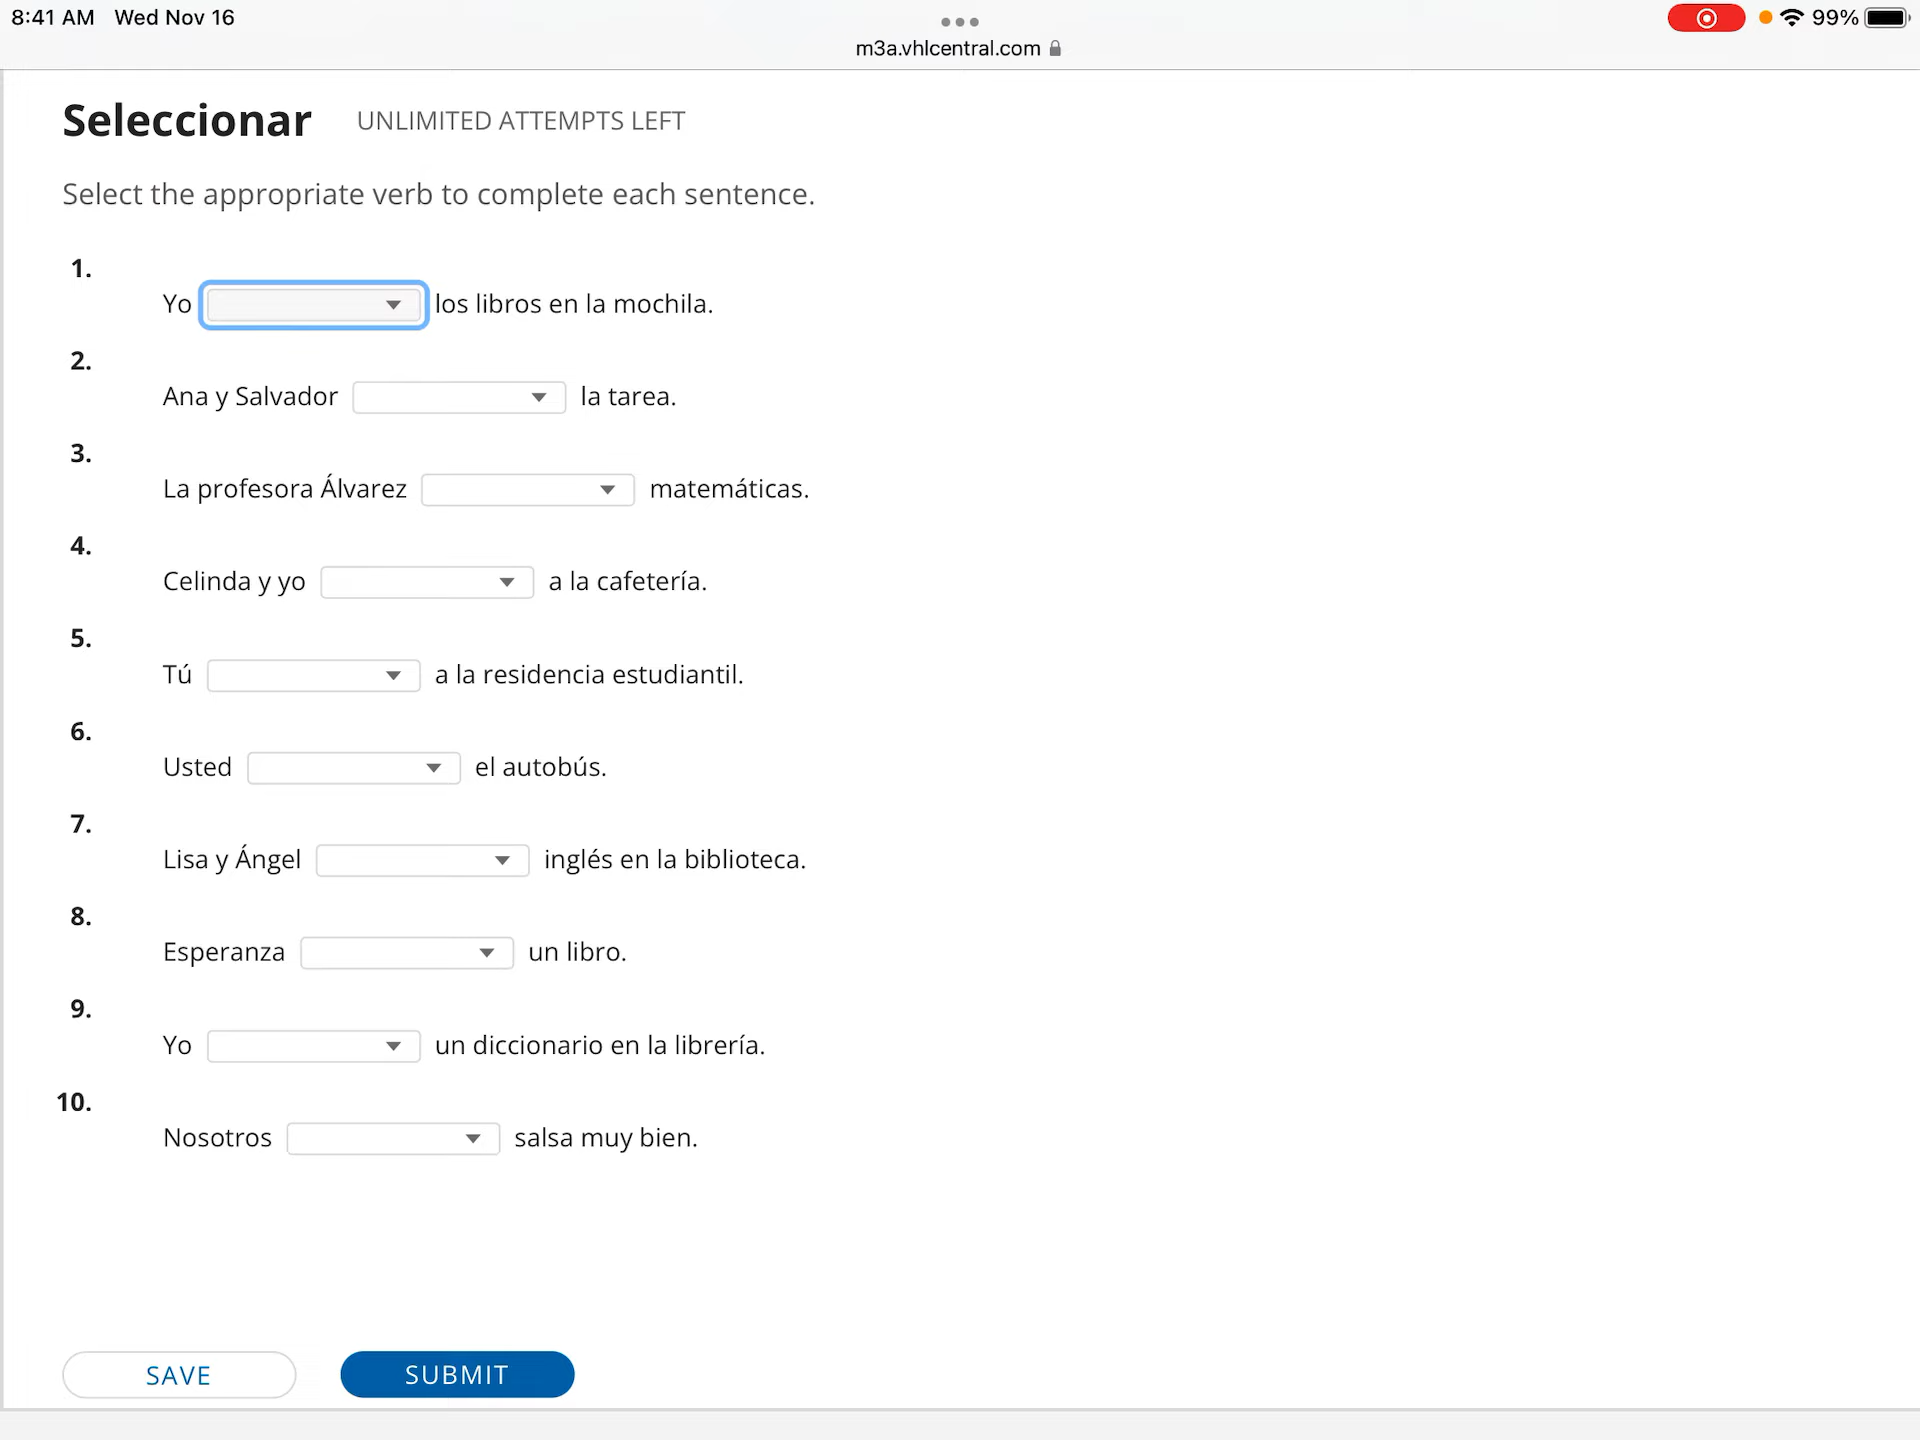 8:41 AM Wed Nov 16
99%
m3a.vhlcentral.com
Seleccionar UNLIMITED ATTEMPTS LEFT
Select the appropriate verb to complete each sentence.
1.
Yo los libros en la mochila.
2.
Ana y Salvador la tarea.
3.
La profesora Álvarez matemáticas.
4.
Celinda y yo a la cafetería.
5.
Tú a la residencia estudiantil.
6.
Usted el autobús.
7.
Lisa y Ángel inglés en la biblioteca.
8.
Esperanza un libro.
9.
Yo un diccionario en la librería.
10.
Nosotros salsa muy bien.
SAVE SUBMIT